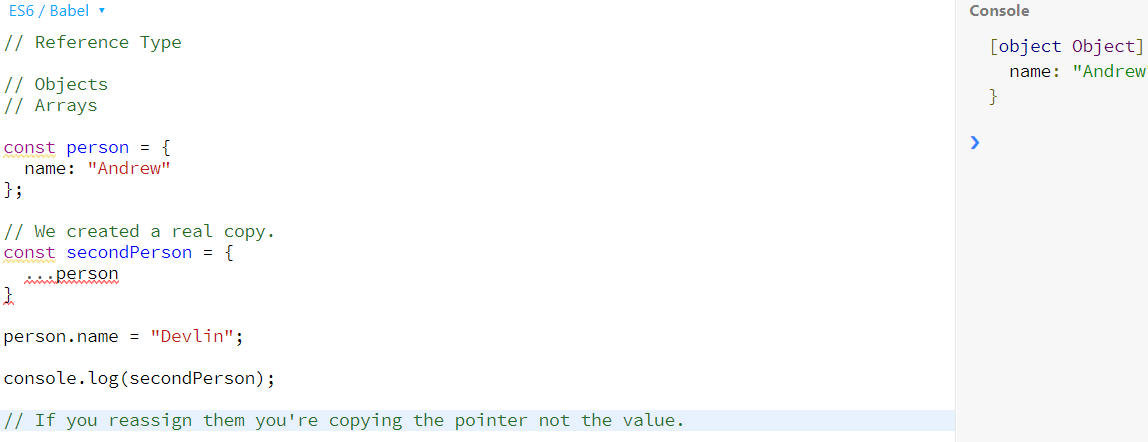 ES6 / Babel ▾
// Reference Type
// Objects
// Arrays
const person = {
  name: "Andrew"
};
// We created a real copy.
const secondPerson = {
  ...person
}
person.name = "Devlin";
console.log(secondPerson);
// If you reassign them you're copying the pointer not the value.
Console
[object Object]
  name: "Andrew
}
❯